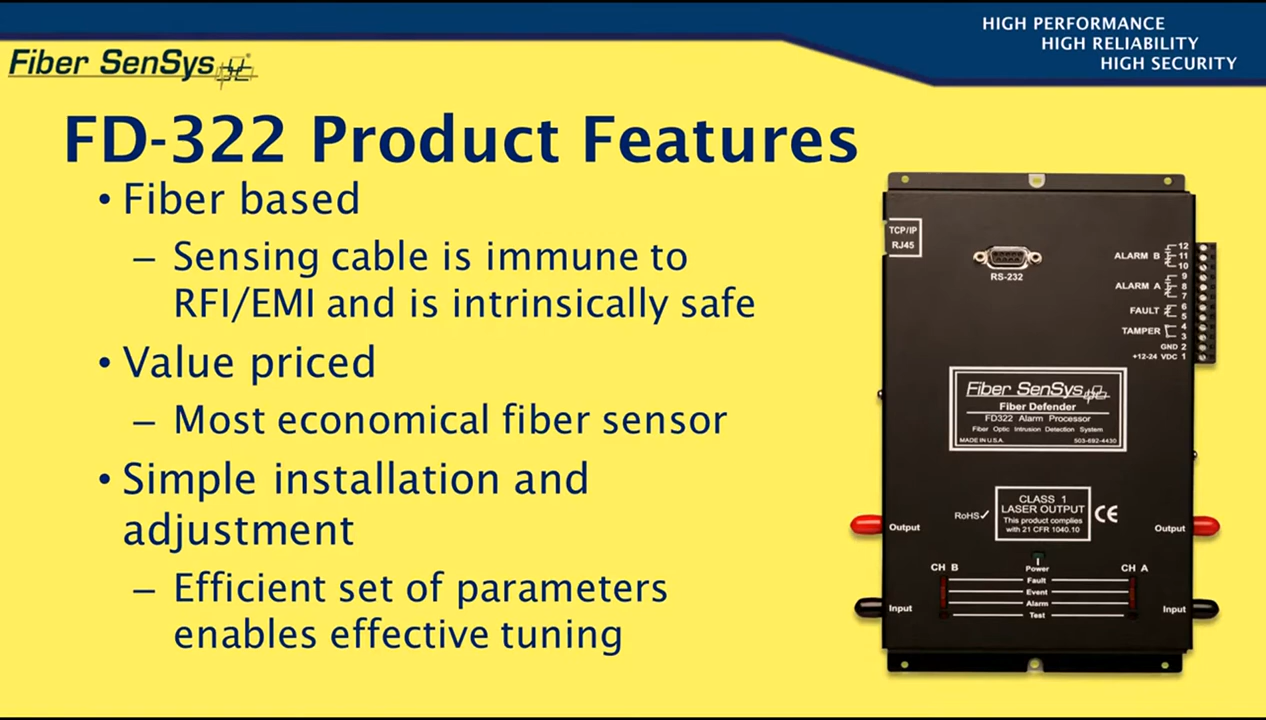 HIGH PERFORMANCE
HIGH RELIABILITY
HIGH SECURITY
Fiber SenSys
FD-322 Product Features
• Fiber based
– Sensing cable is immune to
RFI/EMI and is intrinsically safe
• Value priced
– Most economical fiber sensor
• Simple installation and
adjustment
– Efficient set of parameters
enables effective tuning
TCP/IP
RJ45
RS-232
12
ALARM B 11
10
9
ALARM A 8
7
FAULT 6
5
TAMPER 4
3
GND 2
+12-24 VDC 1
Fiber SenSys
Fiber Defender
FD322 Alarm Processor
Fiber Optic Intrusion Detection System
MADE IN U.S.A. 503-692-4430
CLASS 1
LASER OUTPUT
This product complies
with 21 CFR 1040.10
RoHS✓
CE
Output
Output
CH B
CH A
Power
Fault
Event
Alarm
Test
Input
Input